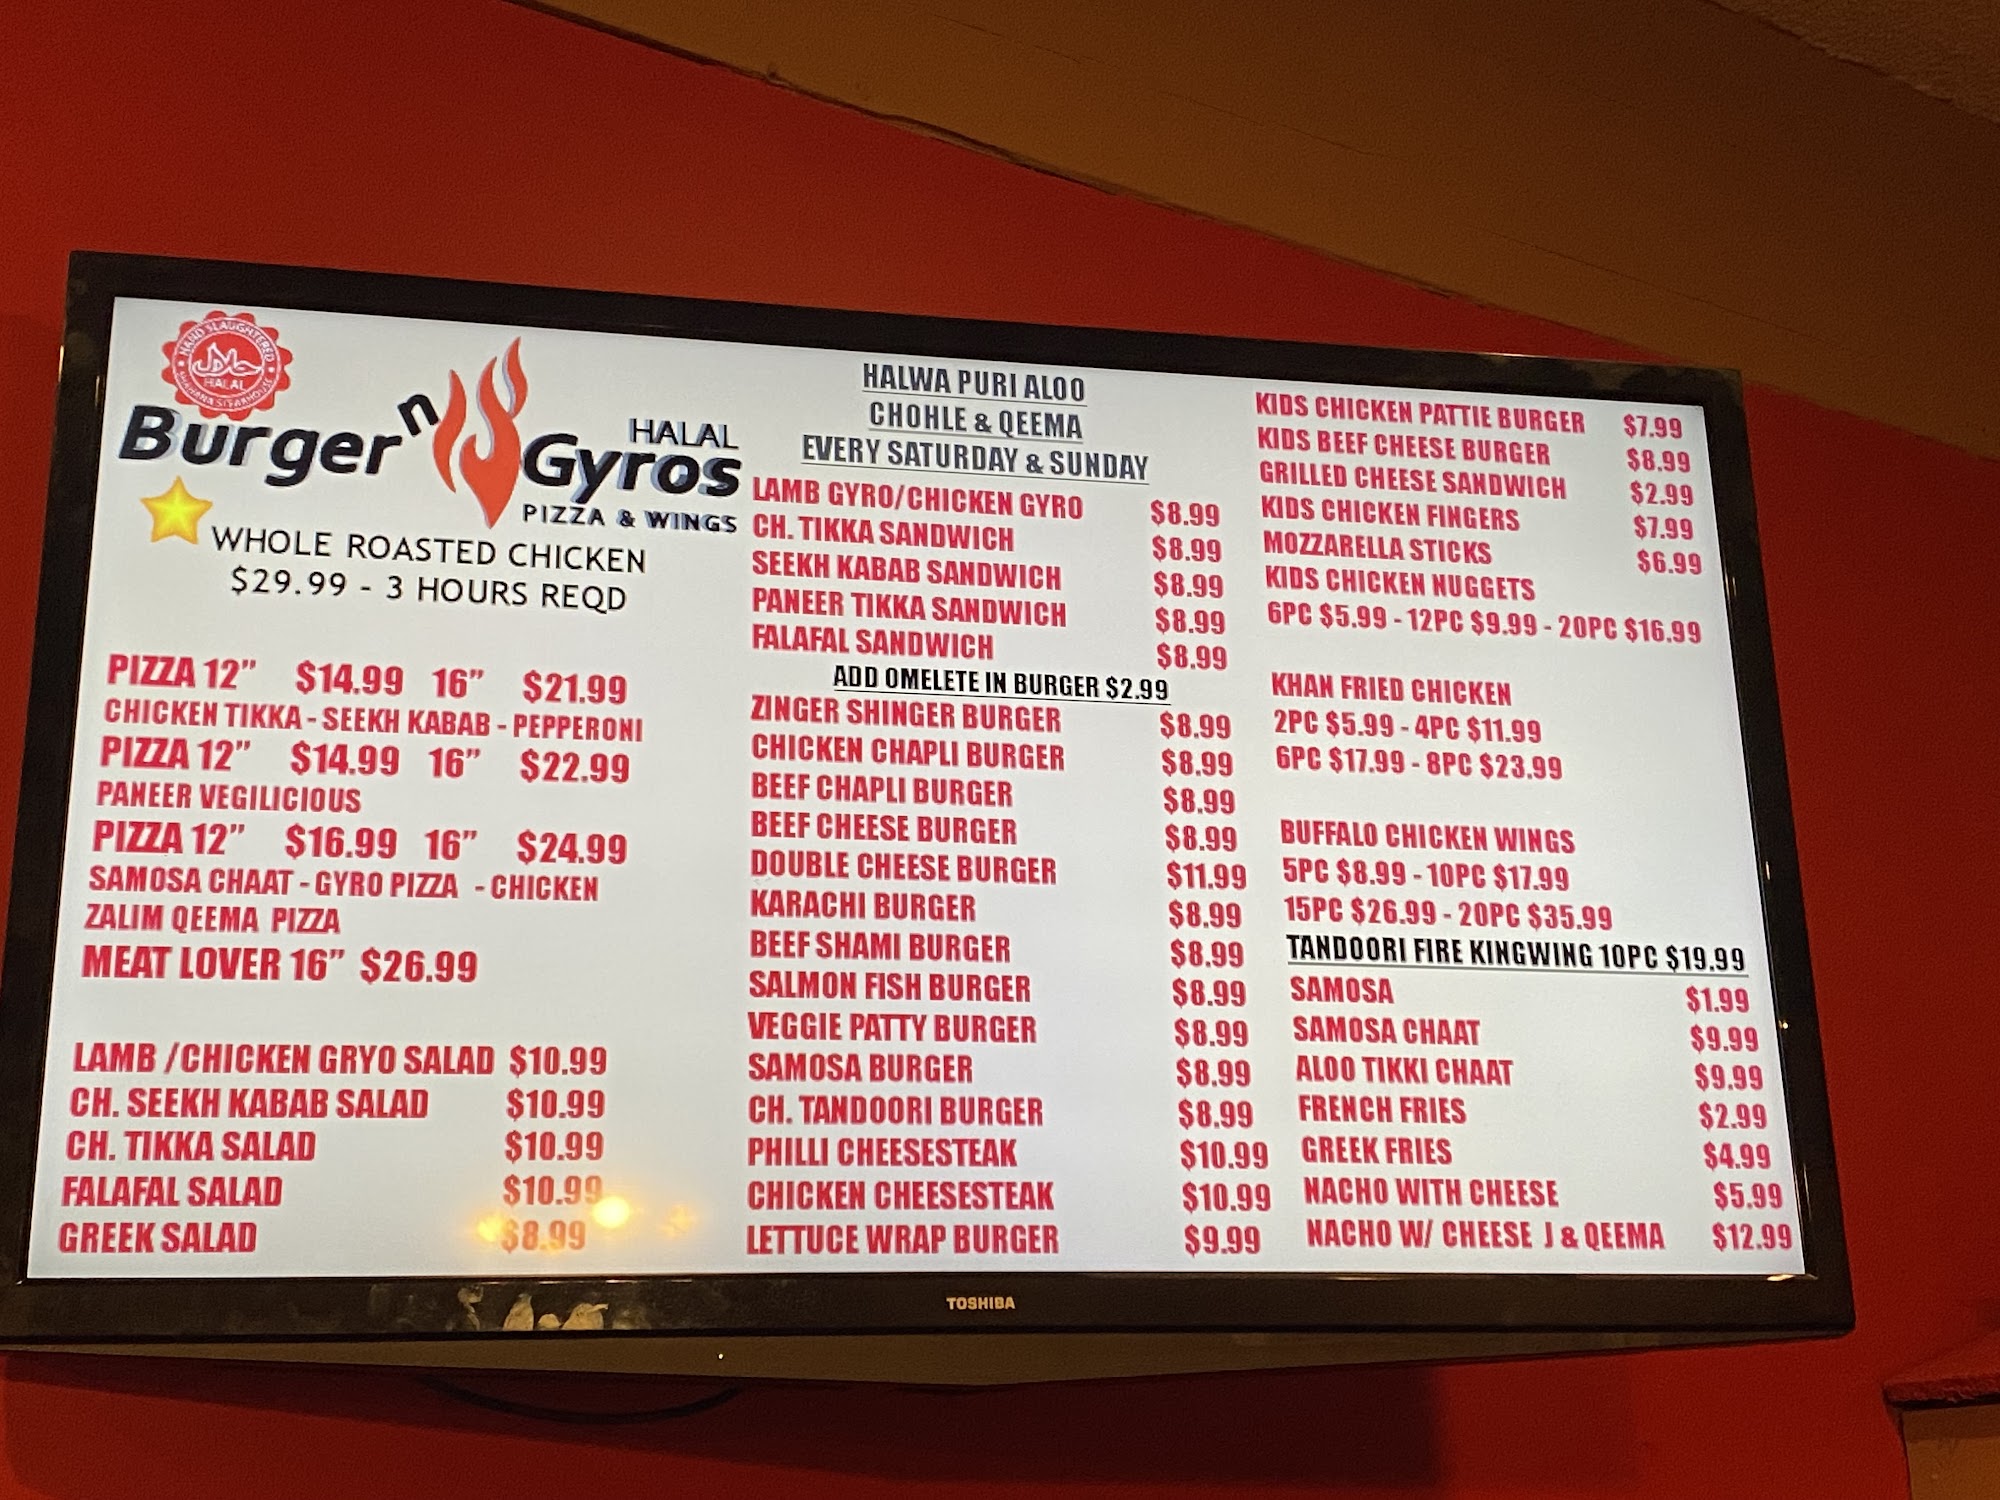 HAND SLAUGHTERED
حلال
HALAL
Burger n Gyros
HALAL
PIZZA & WINGS
WHOLE ROASTED CHICKEN
$29.99 - 3 HOURS REQD
PIZZA 12” $14.99 16” $21.99
CHICKEN TIKKA - SEEKH KABAB - PEPPERONI
PIZZA 12” $14.99 16” $22.99
PANEER VEGILICIOUS
PIZZA 12” $16.99 16” $24.99
SAMOSA CHAAT - GYRO PIZZA - CHICKEN
ZALIM QEEMA PIZZA
MEAT LOVER 16” $26.99
LAMB /CHICKEN GRYO SALAD $10.99
CH. SEEKH KABAB SALAD $10.99
CH. TIKKA SALAD $10.99
FALAFAL SALAD $10.99
GREEK SALAD $8.99
HALWA PURI ALOO
CHOHLE & QEEMA
EVERY SATURDAY & SUNDAY
LAMB GYRO/CHICKEN GYRO $8.99
CH. TIKKA SANDWICH $8.99
SEEKH KABAB SANDWICH $8.99
PANEER TIKKA SANDWICH $8.99
FALAFAL SANDWICH $8.99
ADD OMELETE IN BURGER $2.99
ZINGER SHINGER BURGER $8.99
CHICKEN CHAPLI BURGER $8.99
BEEF CHAPLI BURGER $8.99
BEEF CHEESE BURGER $8.99
DOUBLE CHEESE BURGER $11.99
KARACHI BURGER $8.99
BEEF SHAMI BURGER $8.99
SALMON FISH BURGER $8.99
VEGGIE PATTY BURGER $8.99
SAMOSA BURGER $8.99
CH. TANDOORI BURGER $8.99
PHILLI CHEESESTEAK $10.99
CHICKEN CHEESESTEAK $10.99
LETTUCE WRAP BURGER $9.99
KIDS CHICKEN PATTIE BURGER $7.99
KIDS BEEF CHEESE BURGER $8.99
GRILLED CHEESE SANDWICH $2.99
KIDS CHICKEN FINGERS $7.99
MOZZARELLA STICKS $6.99
KIDS CHICKEN NUGGETS
6PC $5.99 - 12PC $9.99 - 20PC $16.99
KHAN FRIED CHICKEN
2PC $5.99 - 4PC $11.99
6PC $17.99 - 8PC $23.99
BUFFALO CHICKEN WINGS
5PC $8.99 - 10PC $17.99
15PC $26.99 - 20PC $35.99
TANDOORI FIRE KINGWING 10PC $19.99
SAMOSA $1.99
SAMOSA CHAAT $9.99
ALOO TIKKI CHAAT $9.99
FRENCH FRIES $2.99
GREEK FRIES $4.99
NACHO WITH CHEESE $5.99
NACHO W/ CHEESE J & QEEMA $12.99
TOSHIBA